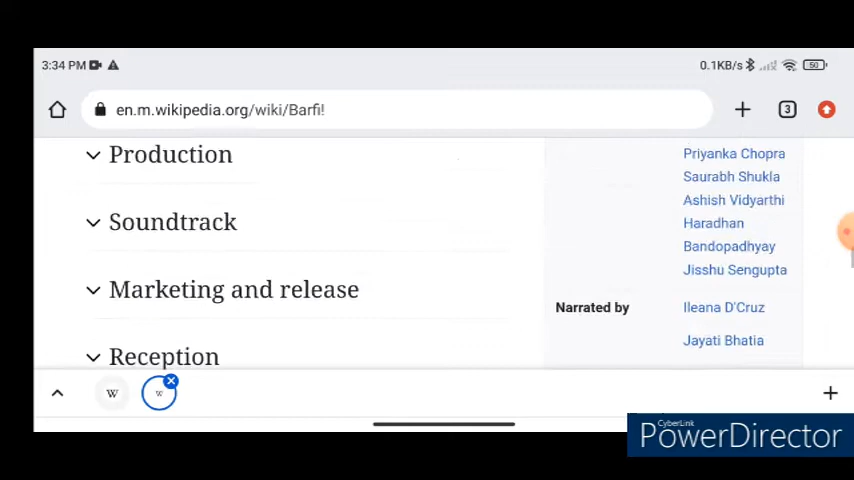 3:34 PM
0.1KB/s
50
en.m.wikipedia.org/wiki/Barfi!
3
Production
Soundtrack
Marketing and release
Reception
Priyanka Chopra
Saurabh Shukla
Ashish Vidyarthi
Haradhan
Bandopadhyay
Jisshu Sengupta
Narrated by
Ileana D'Cruz
Jayati Bhatia
W
W
CyberLink
PowerDirector